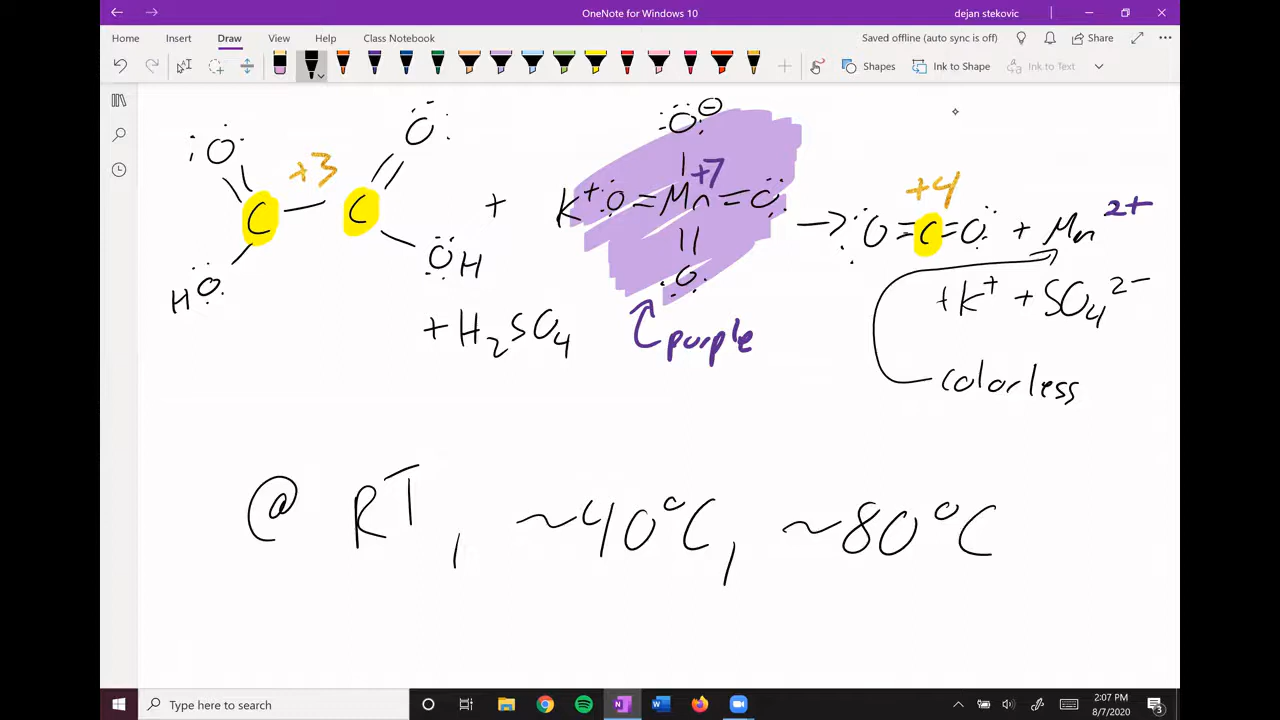 OneNote for Windows 10
dejan stekovic
Home Insert Draw View Help Class Notebook
Saved offline (auto sync is off) Share
Shapes Ink to Shape Ink to Text
O O O⊖
+3 +7 +4
C C + K⁺ O=Mn=O → O=C=O + Mn²⁺
HO OH O + K⁺ + SO₄²⁻
+ H₂SO₄ purple
colorless
@ RT, ~40°C, ~80°C
Type here to search
2:07 PM
8/7/2020
3